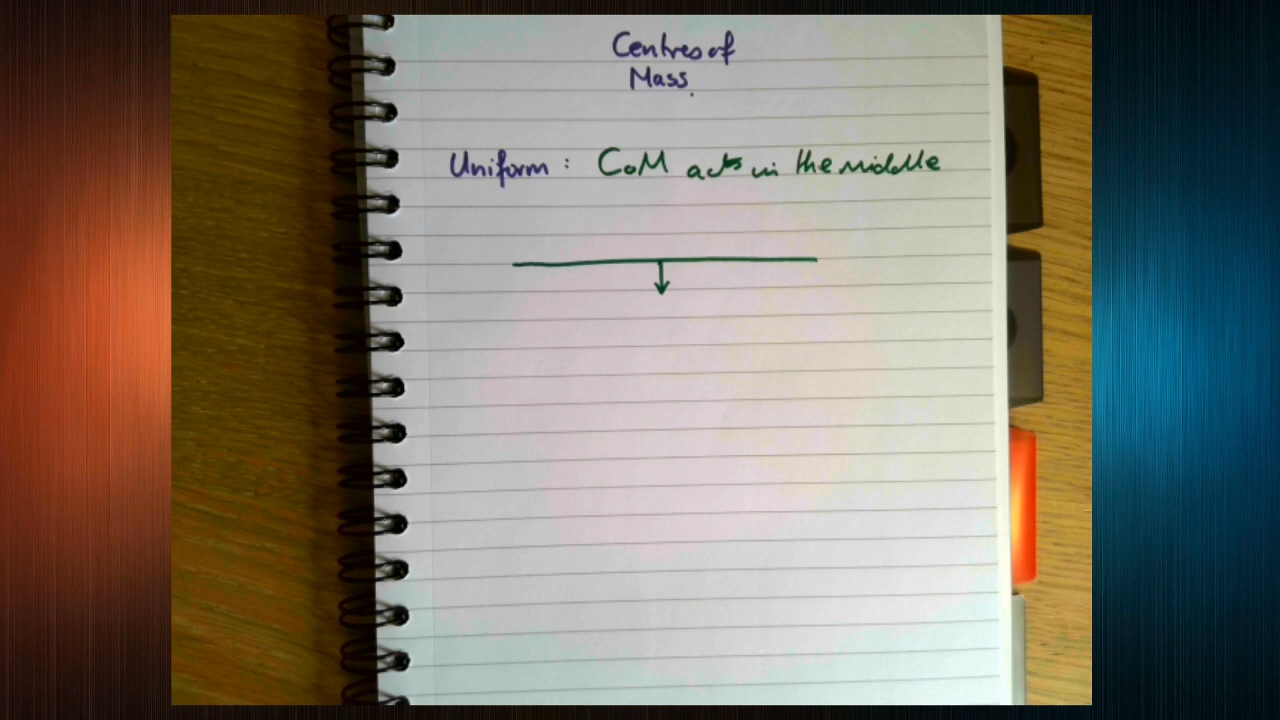 Centres of
Mass.
Uniform: CoM acts in the middle